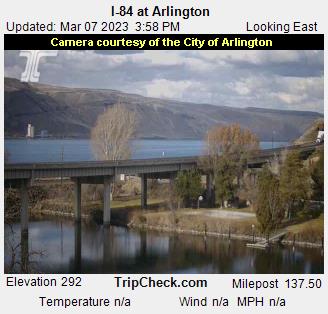 I-84 at Arlington
Updated: Mar 07 2023 3:58 PM Looking East
Camera courtesy of the City of Arlington
Elevation 292 TripCheck.com Milepost 137.50
Temperature n/a Wind n/a MPH n/a